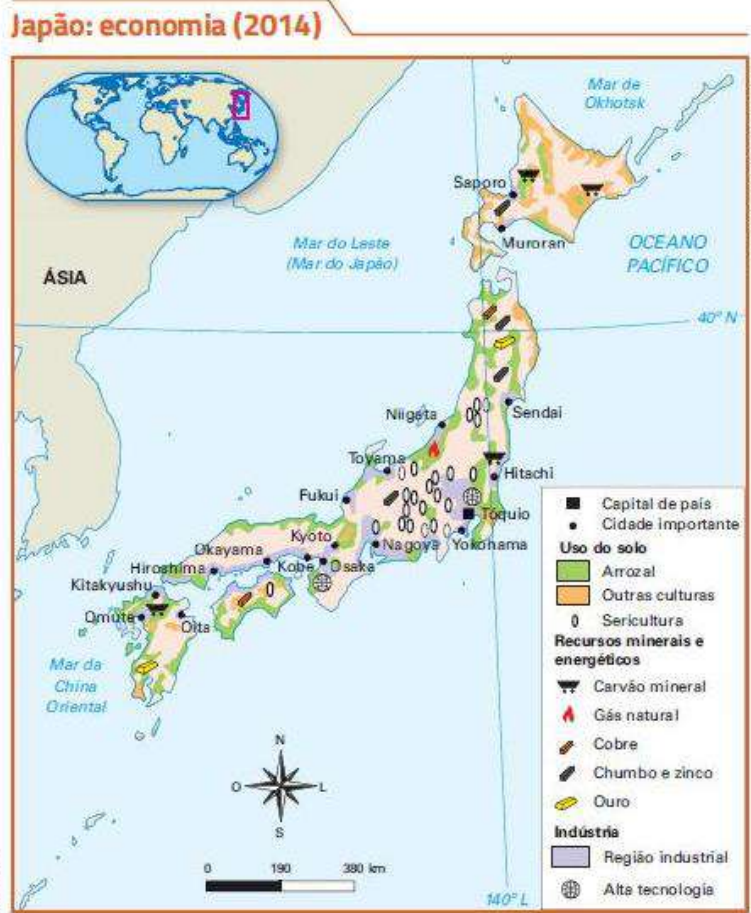 Japão: economia (2014)
Mar de
Okhotsk
Saporo
Muroran
Mar do Leste
(Mar do Japão)
OCEANO
PACÍFICO
ÁSIA
40° N
Niigata
Sendai
Toyama
Hitachi
Fukui
Tóquio
Kyoto
Nagoya
Yokohama
Okayama
Hiroshima
Kobe
Osaka
Kitakyushu
Omuta
Oita
Mar da
China
Oriental
N
O
L
S
0 190 380 km
140° L
Capital de país
Cidade importante
Uso do solo
Arrozal
Outras culturas
Sericultura
Recursos minerais e
energéticos
Carvão mineral
Gás natural
Cobre
Chumbo e zinco
Ouro
Indústria
Região industrial
Alta tecnologia